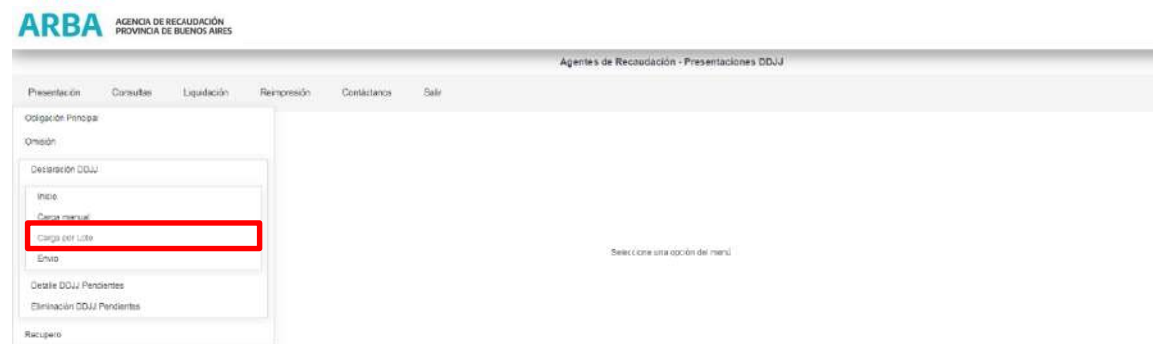 ARBA AGENCIA DE RECAUDACIÓN
PROVINCIA DE BUENOS AIRES
Agentes de Recaudación - Presentaciones DDJJ
Presentación Consultas Liquidación Reimpresión Contáctanos Salir
Obligación Principal
Omisión
Declaración DDJJ
Inicio
Carga manual
Carga por Lote
Envio
Seleccione una opción del menú
Detalle DDJJ Pendientes
Eliminación DDJJ Pendientes
Recupero